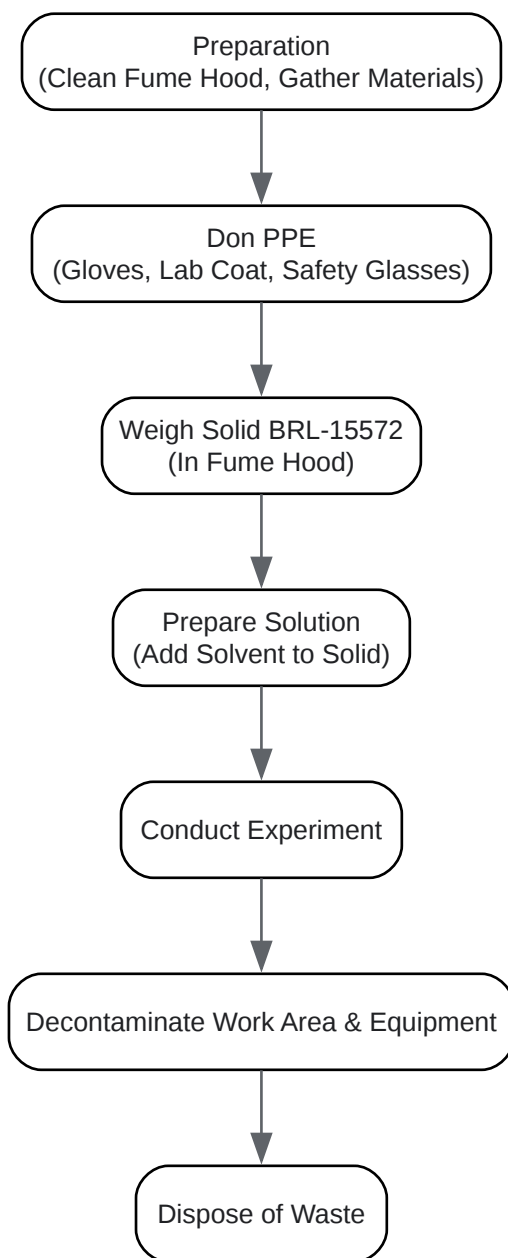 Preparation
(Clean Fume Hood, Gather Materials)
Don PPE
(Gloves, Lab Coat, Safety Glasses)
Weigh Solid BRL-15572
(In Fume Hood)
Prepare Solution
(Add Solvent to Solid)
Conduct Experiment
Decontaminate Work Area & Equipment
Dispose of Waste